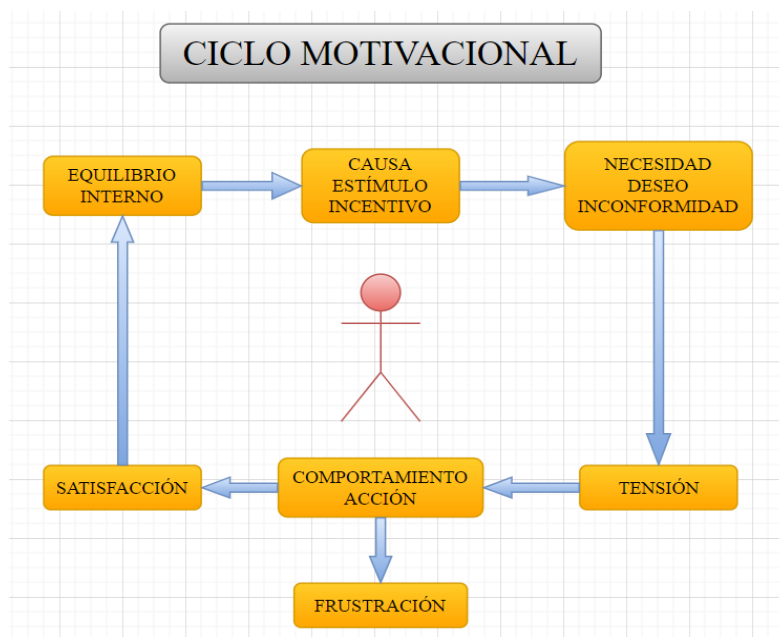 CICLO MOTIVACIONAL
EQUILIBRIO
INTERNO
CAUSA
ESTÍMULO
INCENTIVO
NECESIDAD
DESEO
INCONFORMIDAD
SATISFACCIÓN
COMPORTAMIENTO
ACCIÓN
TENSIÓN
FRUSTRACIÓN